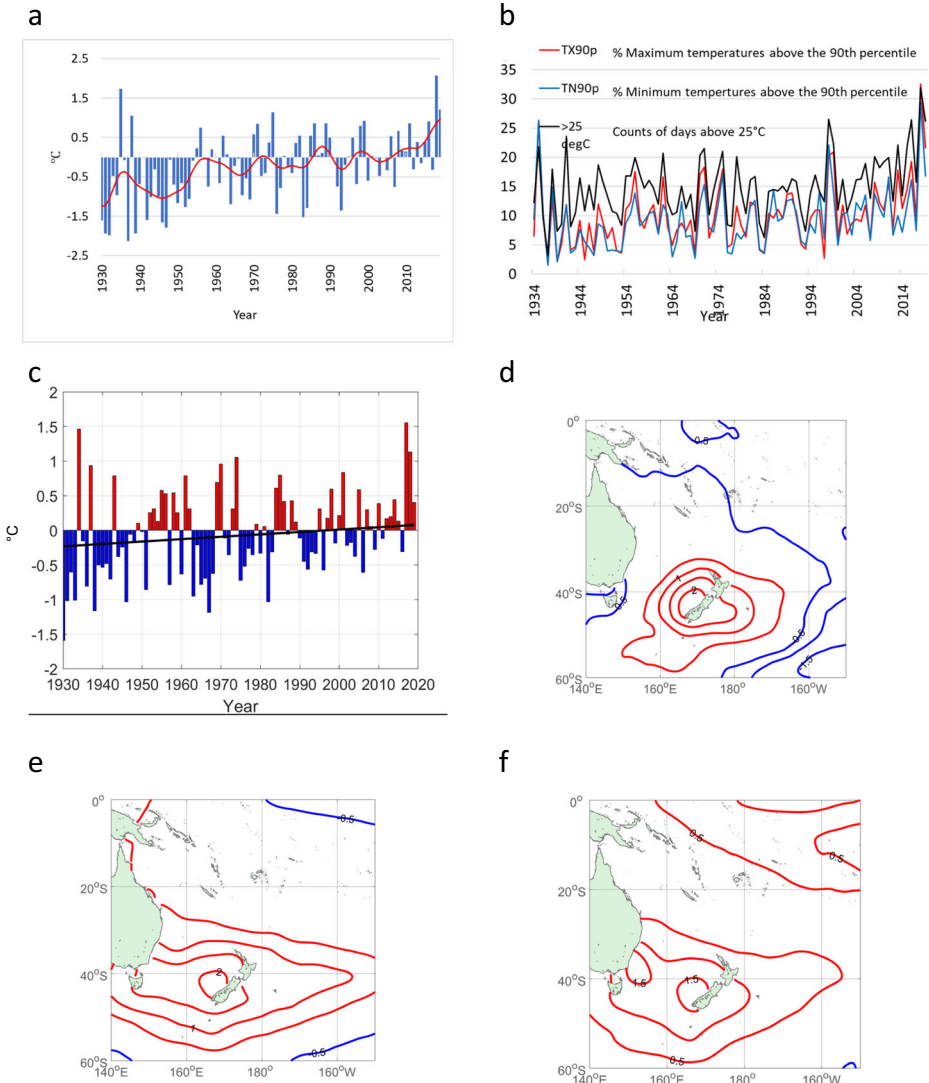 a
2.5
1.5
0.5
-0.5
-1.5
-2.5
°C
1930
1940
1950
1960
1970
1980
1990
2000
2010
Year
b
TX90p % Maximum temperatures above the 90th percentile
TN90p % Minimum tempertures above the 90th percentile
>25 degC Counts of days above 25°C
35
30
25
20
15
10
5
0
1934
1944
1954
1964
1974
1984
1994
2004
2014
Year
c
2
1.5
1
0.5
0
-0.5
-1
-1.5
-2
°C
1930 1940 1950 1960 1970 1980 1990 2000 2010 2020
Year
d
0°
20°S
40°S
60°S
140°E 160°E 180° 160°W
0.5
1
2
-0.5
0.5
-1.5
e
0°
20°S
40°S
60°S
140°E 160°E 180° 160°W
-0.5
2
1
-0.5
f
0°
20°S
40°S
60°S
140°E 160°E 180° 160°W
0.5
0.5
1.5
1.5
0.5